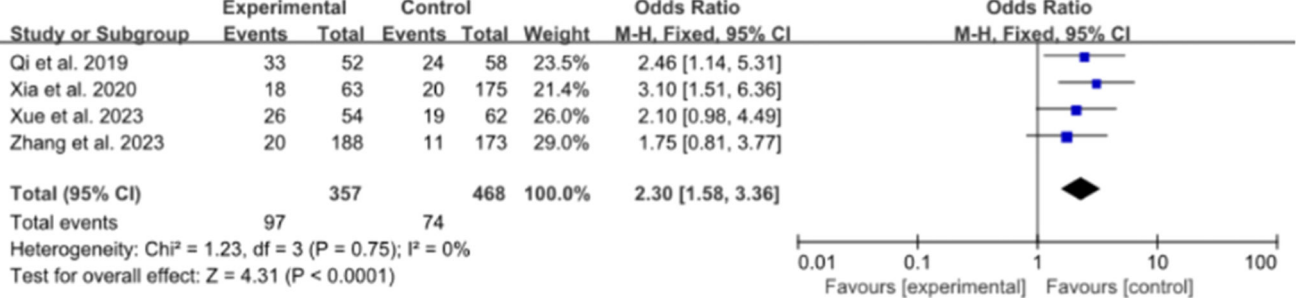 Experimental Control Odds Ratio Odds Ratio
Study or Subgroup Events Total Events Total Weight M-H, Fixed, 95% CI M-H, Fixed, 95% CI
Qi et al. 2019 33 52 24 58 23.5% 2.46 [1.14, 5.31]
Xia et al. 2020 18 63 20 175 21.4% 3.10 [1.51, 6.36]
Xue et al. 2023 26 54 19 62 26.0% 2.10 [0.98, 4.49]
Zhang et al. 2023 20 188 11 173 29.0% 1.75 [0.81, 3.77]
Total (95% CI) 357 468 100.0% 2.30 [1.58, 3.36]
Total events 97 74
Heterogeneity: Chi² = 1.23, df = 3 (P = 0.75); I² = 0%
Test for overall effect: Z = 4.31 (P < 0.0001)
0.01 0.1 1 10 100
Favours [experimental] Favours [control]